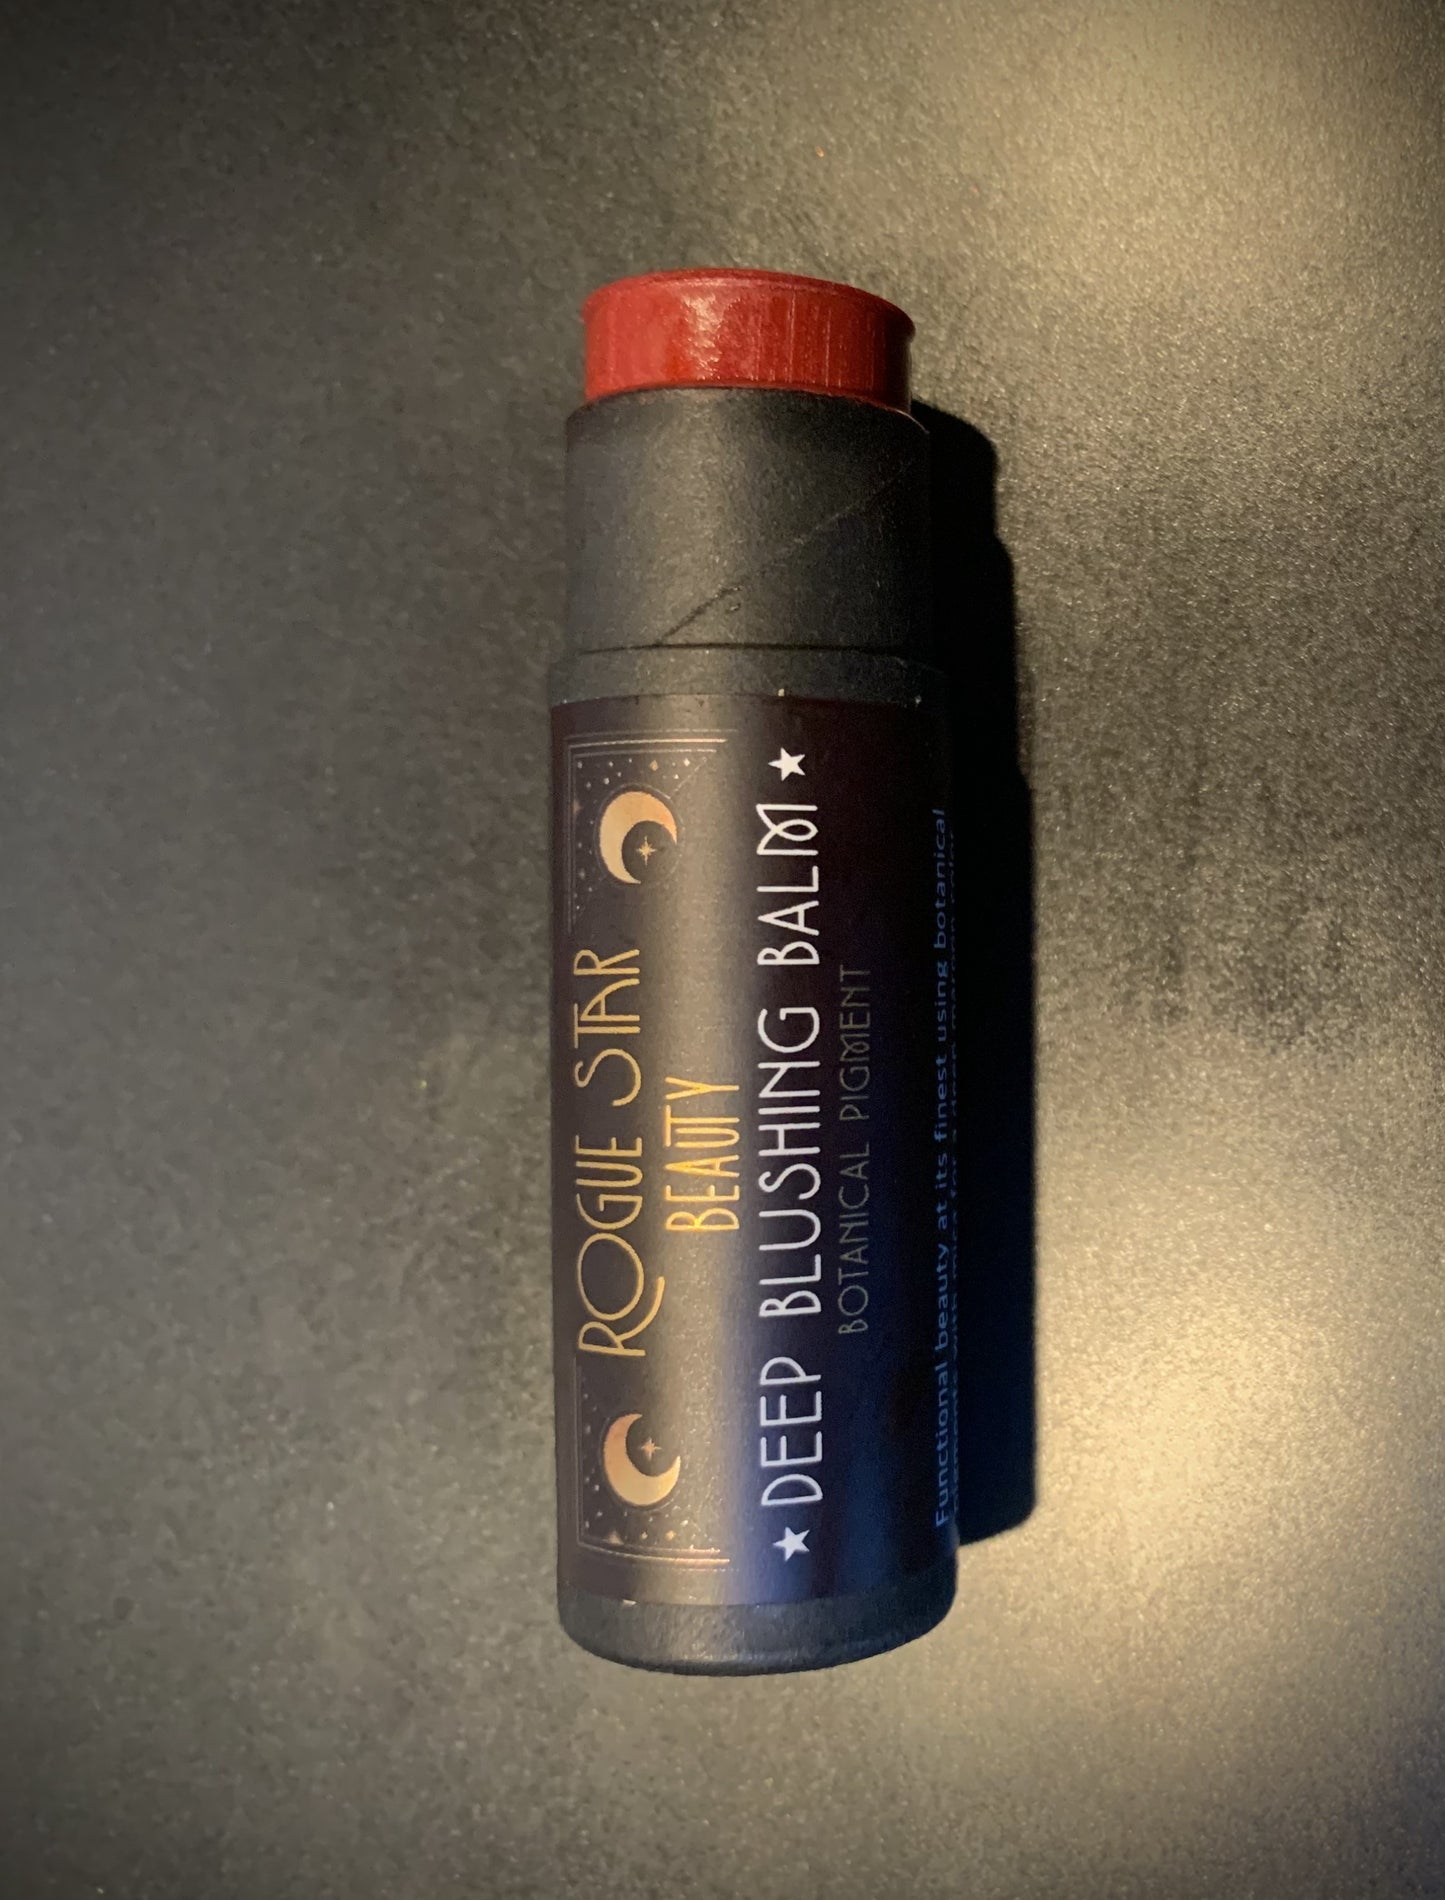 ROGUE STAR
BEAUTY
DEEP BLUSHING BALM
BOTANICAL PIGMENT
Functional beauty at its finest using botanical